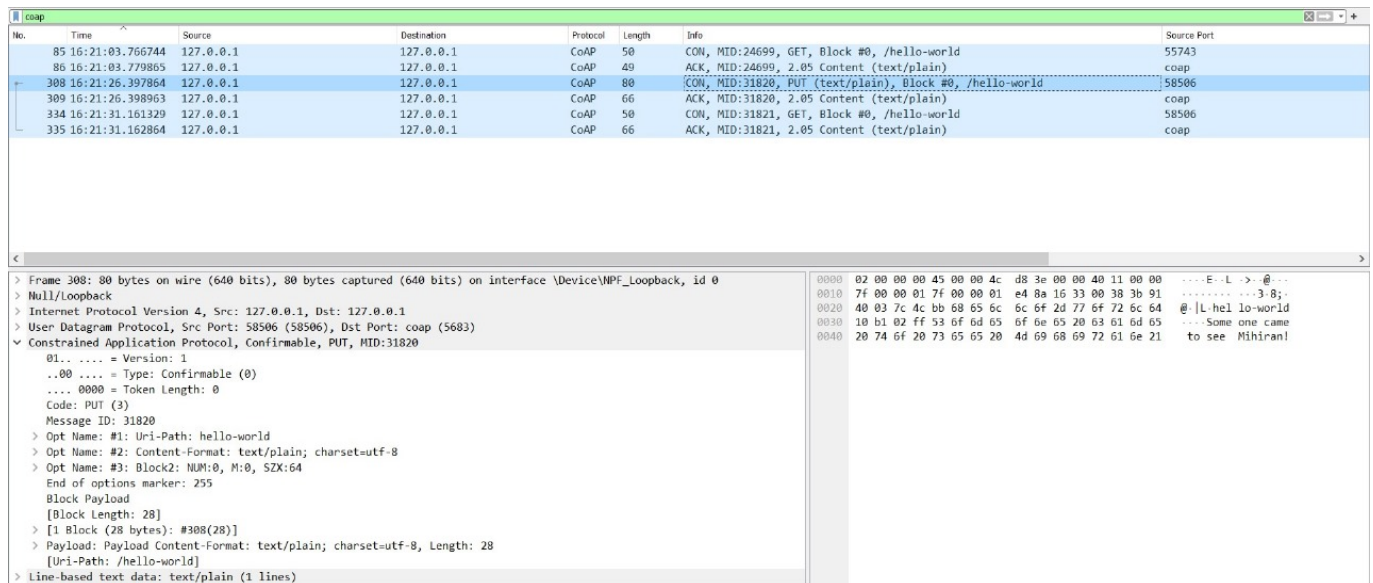 coap
No. Time Source Destination Protocol Length Info Source Port
85 16:21:03.766744 127.0.0.1 127.0.0.1 CoAP 50 CON, MID:24699, GET, Block #0, /hello-world 55743
86 16:21:03.779865 127.0.0.1 127.0.0.1 CoAP 49 ACK, MID:24699, 2.05 Content (text/plain) coap
308 16:21:26.397864 127.0.0.1 127.0.0.1 CoAP 80 CON, MID:31820, PUT (text/plain), Block #0, /hello-world 58506
309 16:21:26.398963 127.0.0.1 127.0.0.1 CoAP 66 ACK, MID:31820, 2.05 Content (text/plain) coap
334 16:21:31.161329 127.0.0.1 127.0.0.1 CoAP 50 CON, MID:31821, GET, Block #0, /hello-world 58506
335 16:21:31.162864 127.0.0.1 127.0.0.1 CoAP 66 ACK, MID:31821, 2.05 Content (text/plain) coap
> Frame 308: 80 bytes on wire (640 bits), 80 bytes captured (640 bits) on interface \Device\NPF_Loopback, id 0
> Null/Loopback
> Internet Protocol Version 4, Src: 127.0.0.1, Dst: 127.0.0.1
> User Datagram Protocol, Src Port: 58506 (58506), Dst Port: coap (5683)
Constrained Application Protocol, Confirmable, PUT, MID:31820
01.. .... = Version: 1
..00 .... = Type: Confirmable (0)
.... 0000 = Token Length: 0
Code: PUT (3)
Message ID: 31820
> Opt Name: #1: Uri-Path: hello-world
> Opt Name: #2: Content-Format: text/plain; charset=utf-8
> Opt Name: #3: Block2: NUM:0, M:0, SZX:64
End of options marker: 255
Block Payload
[Block Length: 28]
> [1 Block (28 bytes): #308(28)]
> Payload: Payload Content-Format: text/plain; charset=utf-8, Length: 28
[Uri-Path: /hello-world]
> Line-based text data: text/plain (1 lines)
0000 02 00 00 00 45 00 00 4c d8 3e 00 00 40 11 00 00 ····E··L ·>··@···
0010 7f 00 00 01 7f 00 00 01 e4 8a 16 33 00 38 3b 91 ········ ···3·8;·
0020 40 03 7c 4c bb 68 65 6c 6c 6f 2d 77 6f 72 6c 64 @·|L·hel lo-world
0030 10 b1 02 ff 53 6f 6d 65 6f 6e 65 20 63 61 6d 65 ····Some one came
0040 20 74 6f 20 73 65 65 20 4d 69 68 69 72 61 6e 21 to see Mihiran!